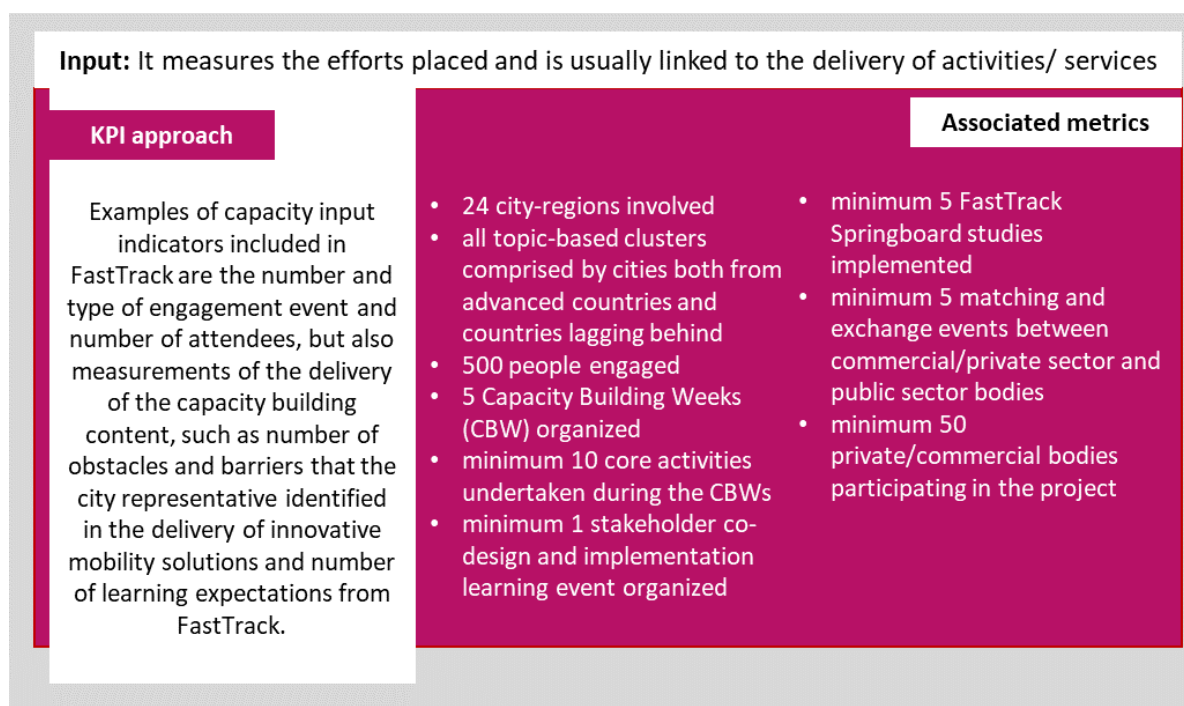 Input: It measures the efforts placed and is usually linked to the delivery of activities/ services
KPI approach
Associated metrics
Examples of capacity input
indicators included in
FastTrack are the number and
type of engagement event and
number of attendees, but also
measurements of the delivery
of the capacity building
content, such as number of
obstacles and barriers that the
city representative identified
in the delivery of innovative
mobility solutions and number
of learning expectations from
FastTrack.
• 24 city-regions involved
• all topic-based clusters
comprised by cities both from
advanced countries and
countries lagging behind
• 500 people engaged
• 5 Capacity Building Weeks
(CBW) organized
• minimum 10 core activities
undertaken during the CBWs
• minimum 1 stakeholder co-
design and implementation
learning event organized
• minimum 5 FastTrack
Springboard studies
implemented
• minimum 5 matching and
exchange events between
commercial/private sector and
public sector bodies
• minimum 50
private/commercial bodies
participating in the project